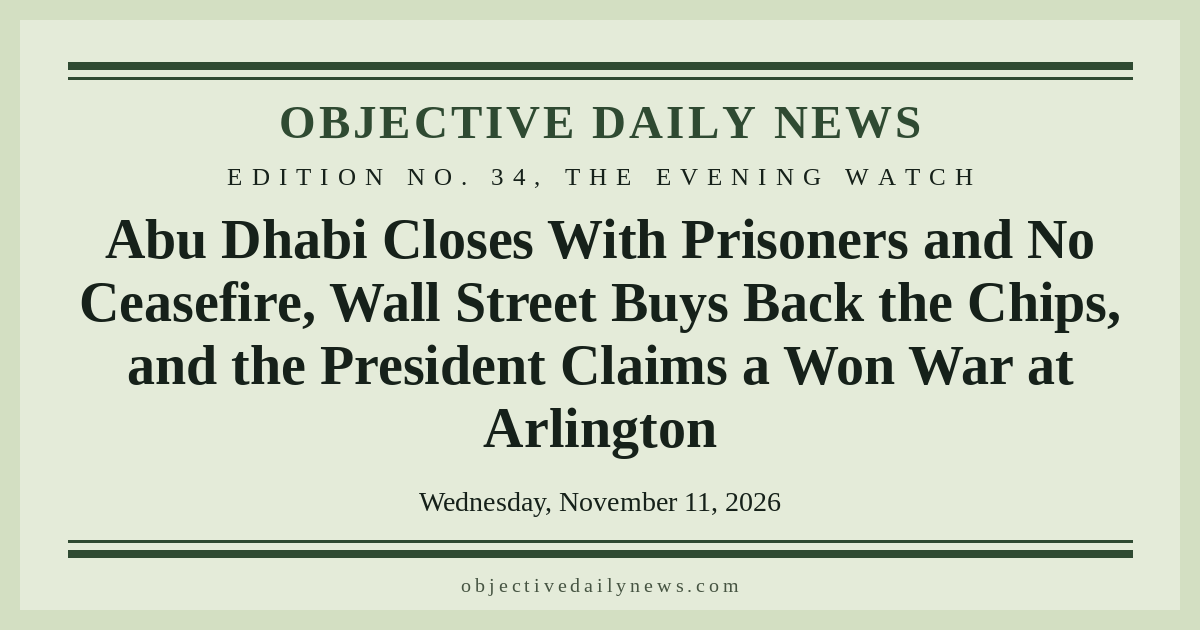 OBJECTIVE DAILY NEWS
EDITION NO. 34, THE EVENING WATCH
Abu Dhabi Closes With Prisoners and No
Ceasefire, Wall Street Buys Back the Chips,
and the President Claims a Won War at
Arlington
Wednesday, November 11, 2026
objectivedailynews.com